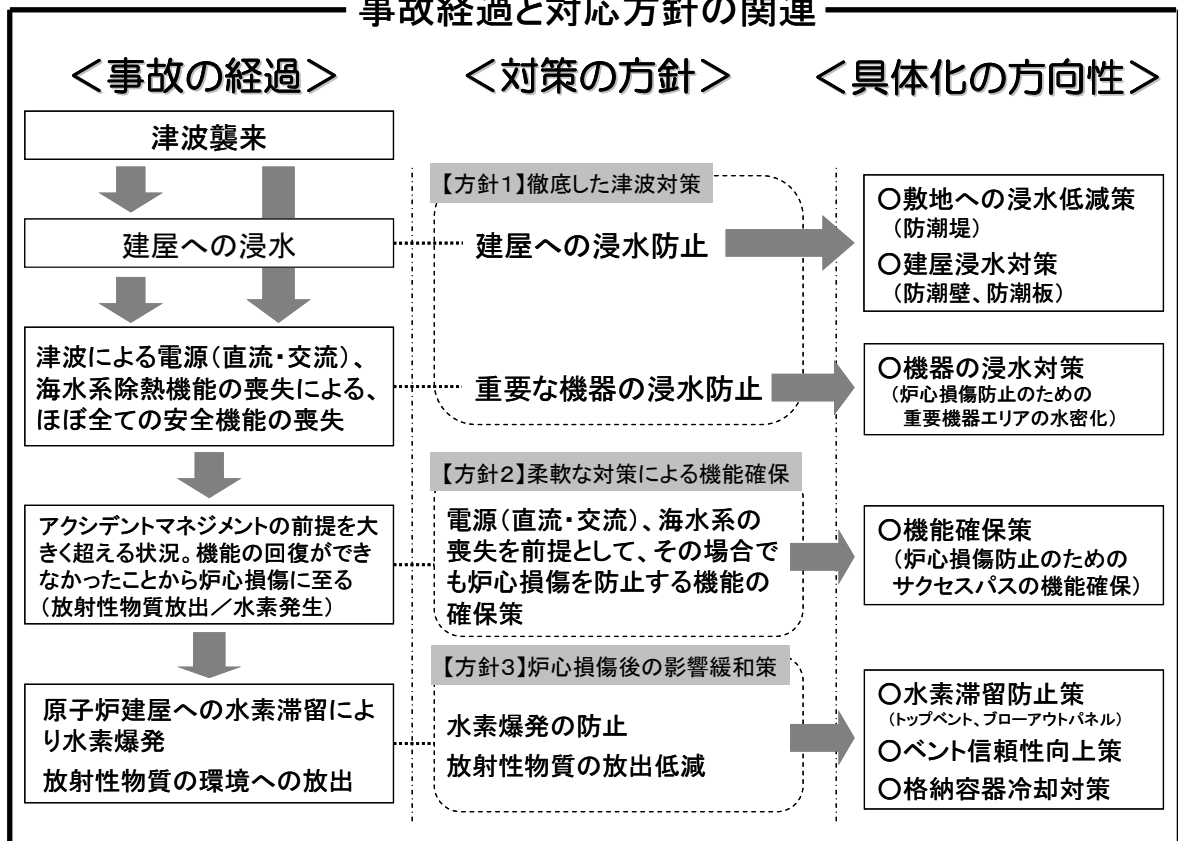 事故経過と対応方針の関連
＜事故の経過＞
＜対策の方針＞
＜具体化の方向性＞
津波襲来
建屋への浸水
津波による電源（直流・交流）、
海水系除熱機能の喪失による、
ほぼ全ての安全機能の喪失
アクシデントマネジメントの前提を大
きく超える状況。機能の回復ができ
なかったことから炉心損傷に至る
（放射性物質放出／水素発生）
原子炉建屋への水素滞留によ
り水素爆発
放射性物質の環境への放出
【方針１】徹底した津波対策
建屋への浸水防止
重要な機器の浸水防止
【方針２】柔軟な対策による機能確保
電源（直流・交流）、海水系の
喪失を前提として、その場合で
も炉心損傷を防止する機能の
確保策
【方針３】炉心損傷後の影響緩和策
水素爆発の防止
放射性物質の放出低減
○敷地への浸水低減策
（防潮堤）
○建屋浸水対策
（防潮壁、防潮板）
○機器の浸水対策
（炉心損傷防止のための
重要機器エリアの水密化）
○機能確保策
（炉心損傷防止のための
サクセスパスの機能確保）
○水素滞留防止策
（トップベント、ブローアウトパネル）
○ベント信頼性向上策
○格納容器冷却対策